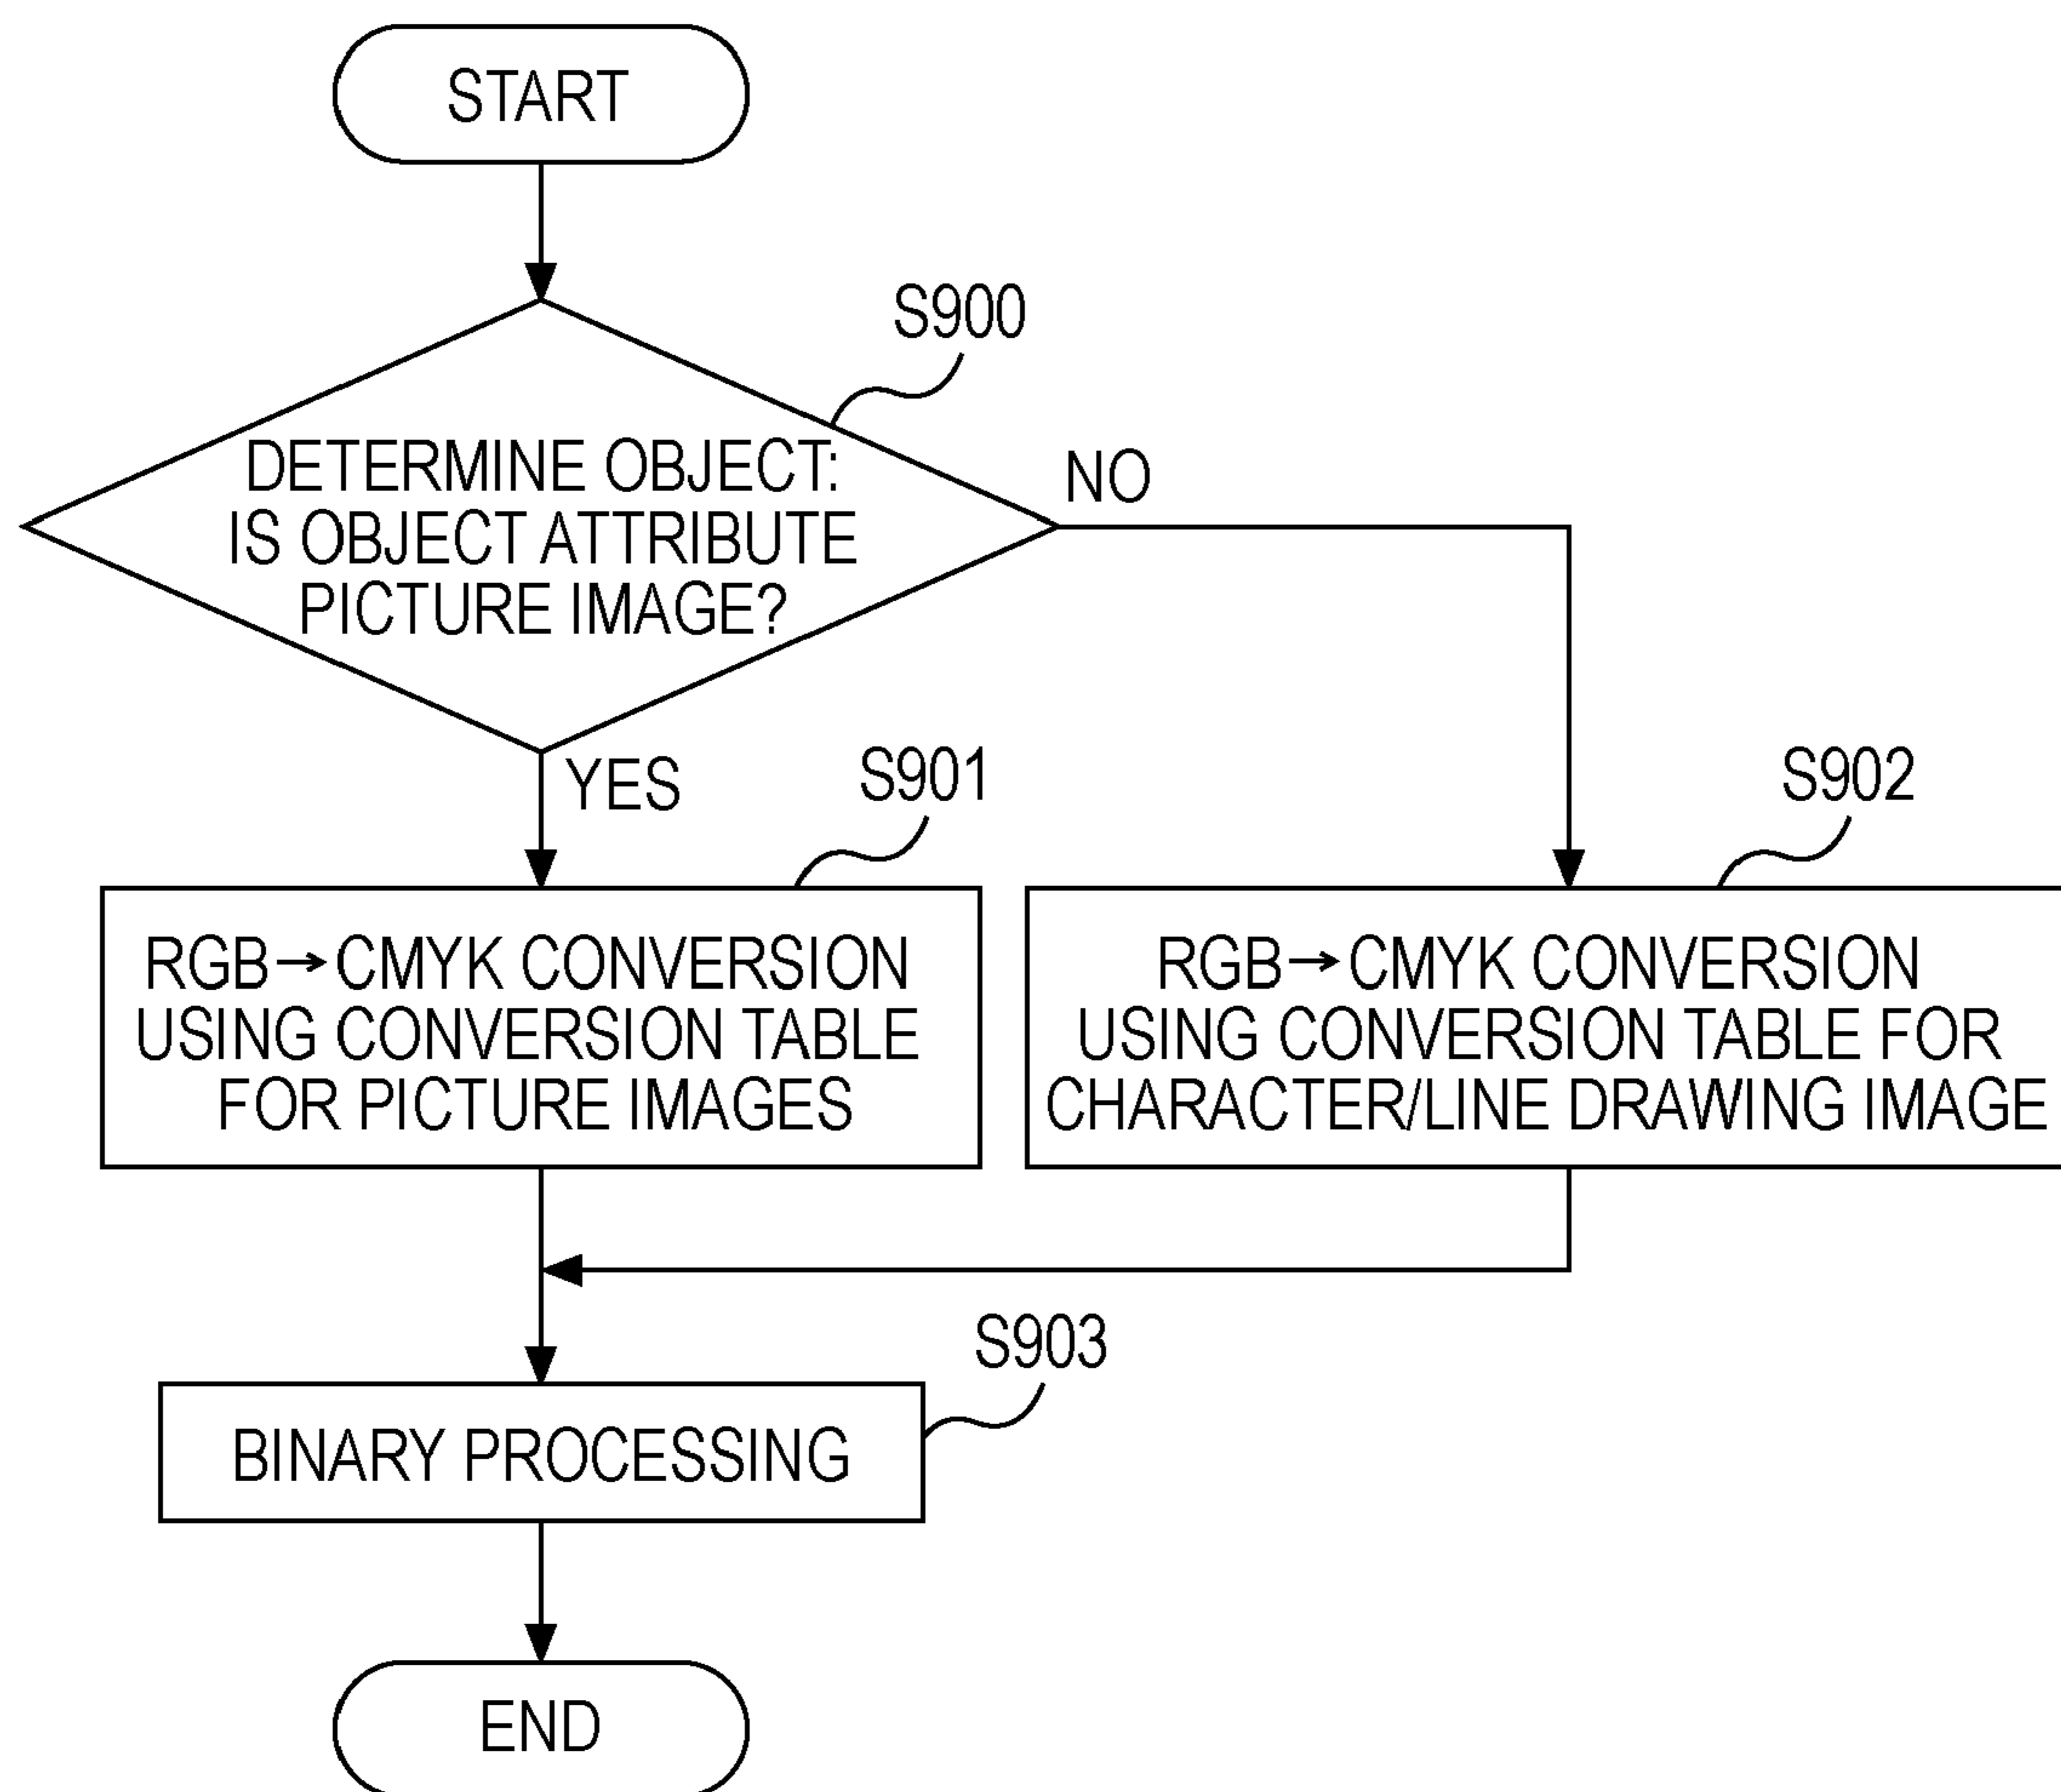 START
S900
DETERMINE OBJECT:
IS OBJECT ATTRIBUTE
PICTURE IMAGE?
NO
YES
S901
RGB→CMYK CONVERSION
USING CONVERSION TABLE
FOR PICTURE IMAGES
S902
RGB→CMYK CONVERSION
USING CONVERSION TABLE FOR
CHARACTER/LINE DRAWING IMAGE
S903
BINARY PROCESSING
END